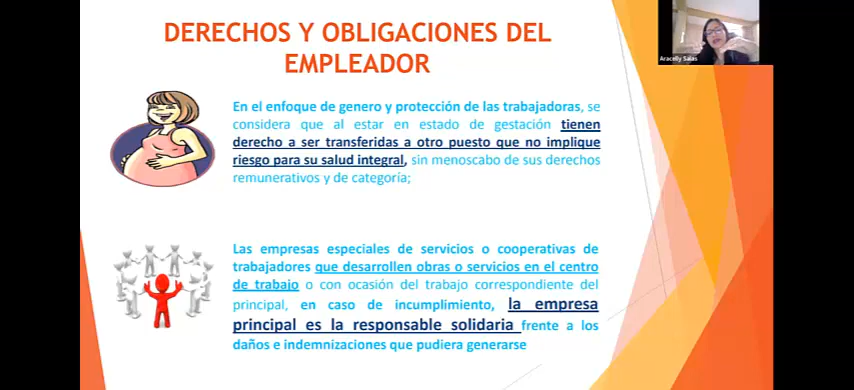 DERECHOS Y OBLIGACIONES DEL
EMPLEADOR
Aracelly Salas
En el enfoque de genero y protección de las trabajadoras, se
considera que al estar en estado de gestación tienen
derecho a ser transferidas a otro puesto que no implique
riesgo para su salud integral, sin menoscabo de sus derechos
remunerativos y de categoría;
Las empresas especiales de servicios o cooperativas de
trabajadores que desarrollen obras o servicios en el centro
de trabajo o con ocasión del trabajo correspondiente del
principal, en caso de incumplimiento, la empresa
principal es la responsable solidaria frente a los
daños e indemnizaciones que pudiera generarse